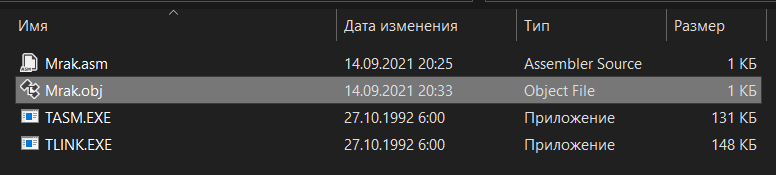 Имя Дата изменения Тип Размер
Mrak.asm 14.09.2021 20:25 Assembler Source 1 КБ
Mrak.obj 14.09.2021 20:33 Object File 1 КБ
TASM.EXE 27.10.1992 6:00 Приложение 131 КБ
TLINK.EXE 27.10.1992 6:00 Приложение 148 КБ